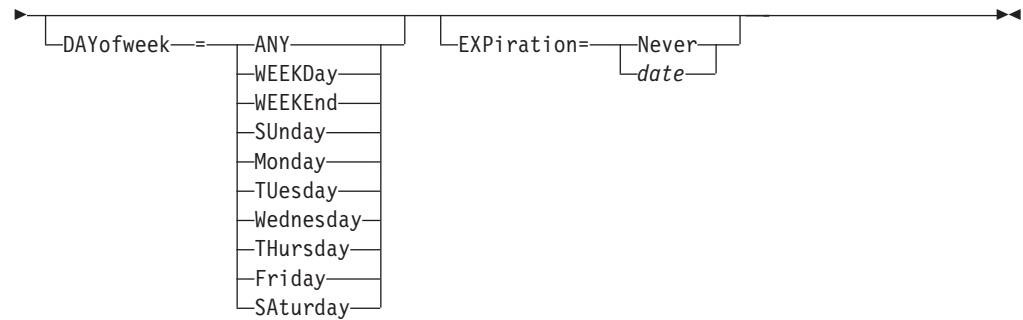 DAYofweek = ANY EXPiration= Never
WEEKDay date
WEEKEnd
SUnday
Monday
TUesday
Wednesday
THursday
Friday
SAturday